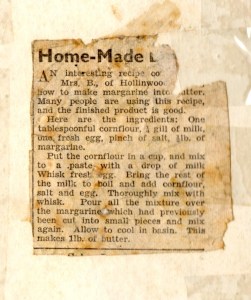 Home-Made
AN interesting recipe co
Mrs. B., of Hollinwoo
how to make margarine into butter.
Many people are using this recipe,
and the finished product is good.
Here are the ingredients: One
tablespoonful cornflour, ¼ gill of milk,
one fresh egg, pinch of salt, ½lb. of
margarine.
Put the cornflour in a cup, and mix
to a paste with a drop of milk
Whisk fresh egg. Bring the rest of
the milk to boil and add cornflour,
salt and egg. Thoroughly mix with
whisk. Pour all the mixture over
the margarine, which had previously
been cut into small pieces and mix
again. Allow to cool in basin. This
makes 1lb. of butter.